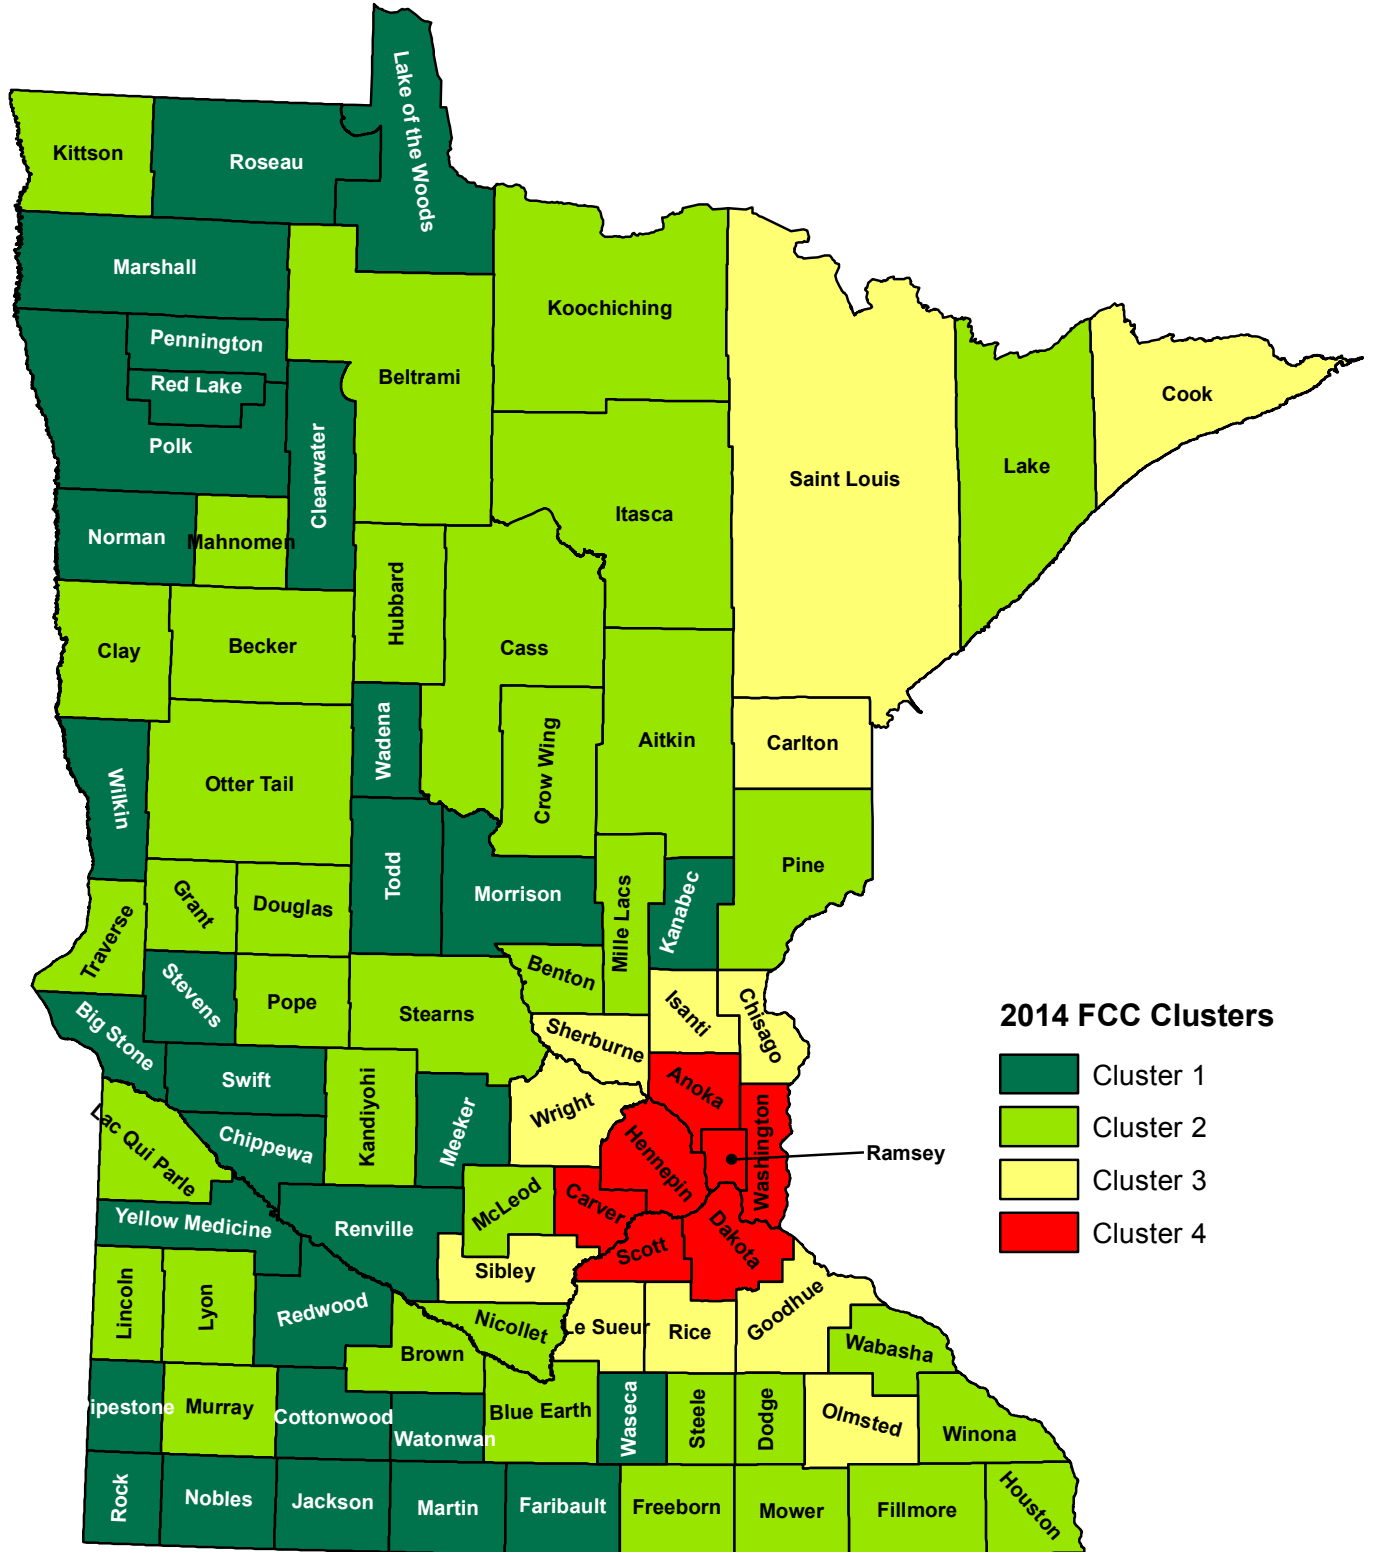 Lake of the Woods
Kittson
Roseau
Marshall
Koochiching
Pennington
Beltrami
Red Lake
Cook
Polk
Lake
Clearwater
Saint Louis
Itasca
Norman
Mahnomen
Hubbard
Clay
Becker
Cass
Wadena
Aitkin
Carlton
Crow Wing
Otter Tail
Wilkin
Todd
Pine
Morrison
Grant
Douglas
Mille Lacs
Kanabec
Traverse
Benton
Stevens
Pope
Stearns
Isanti
Chisago
2014 FCC Clusters
Big Stone
Sherburne
Swift
Cluster 1
Anoka
Wright
Kandiyohi
Meeker
Cluster 2
Chippewa
Lac Qui Parle
Hennepin
Washington
Ramsey
Cluster 3
McLeod
Carver
Yellow Medicine
Renville
Dakota
Cluster 4
Scott
Sibley
Lincoln
Lyon
Redwood
Goodhue
Nicollet
Le Sueur
Rice
Brown
Wabasha
Pipestone
Murray
Cottonwood
Blue Earth
Waseca
Steele
Dodge
Olmsted
Watonwan
Winona
Rock
Nobles
Jackson
Martin
Faribault
Freeborn
Mower
Fillmore
Houston